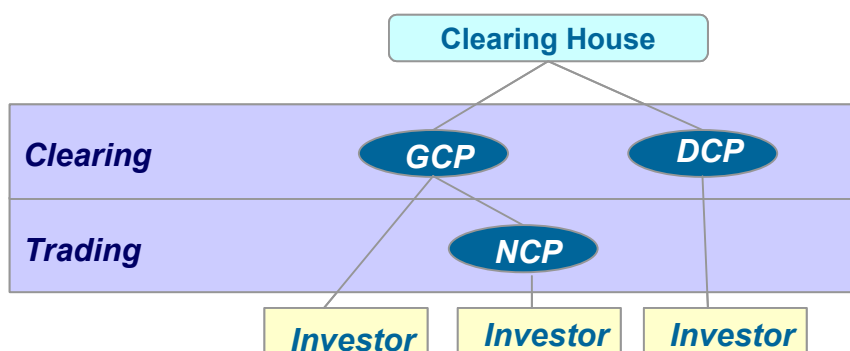 Clearing House
Clearing
GCP
DCP
Trading
NCP
Investor
Investor
Investor